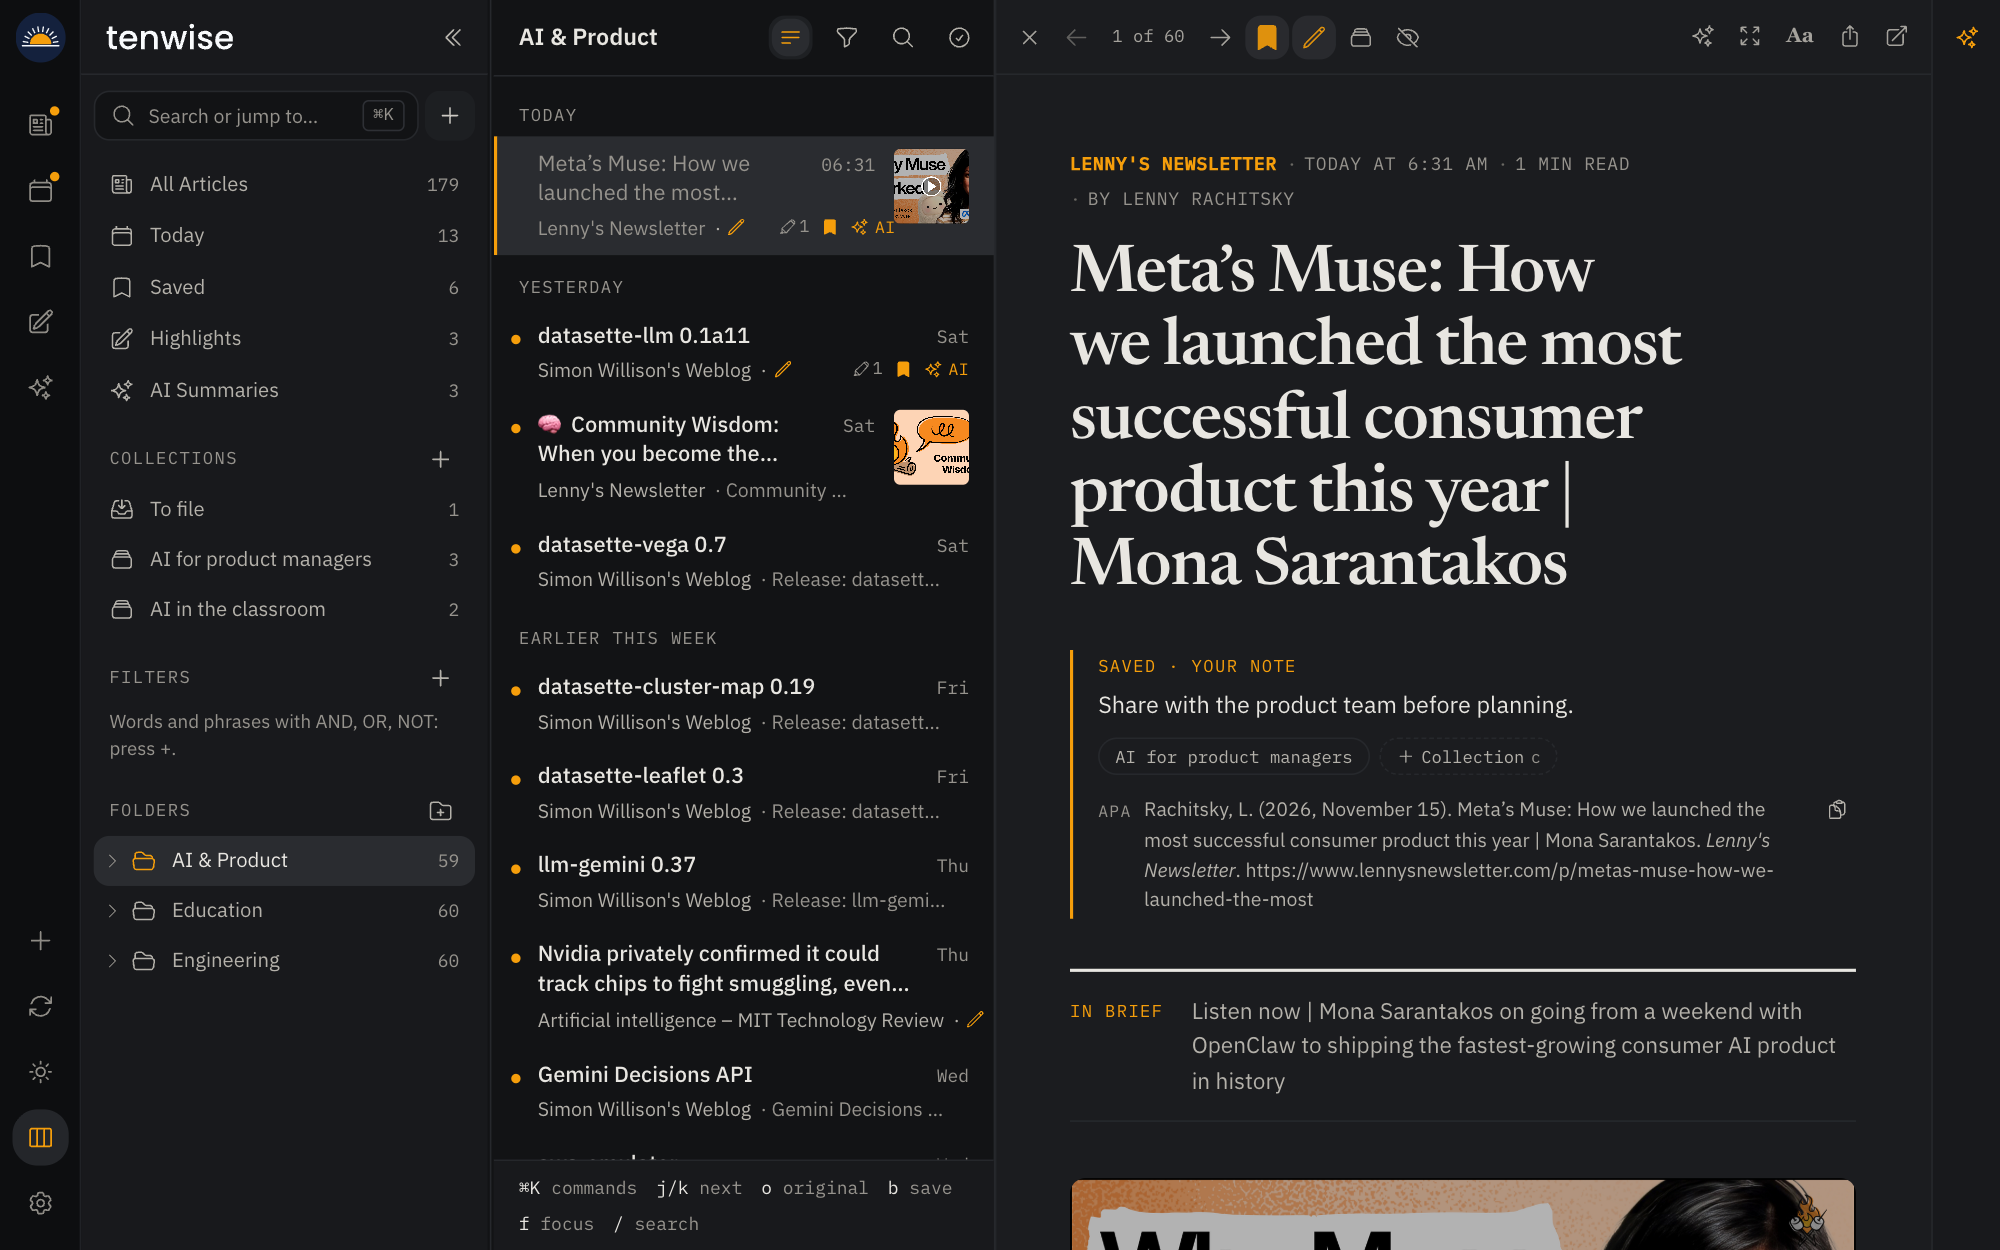 tenwise
Search or jump to...
⌘K
All Articles 179
Today 13
Saved 6
Highlights 3
AI Summaries 3
COLLECTIONS
To file 1
AI for product managers 3
AI in the classroom 2
FILTERS
Words and phrases with AND, OR, NOT:
press +.
FOLDERS
AI & Product 59
Education 60
Engineering 60
AI & Product
TODAY
Meta’s Muse: How we 06:31
launched the most...
Lenny's Newsletter · 1 AI
YESTERDAY
datasette-llm 0.1a11 Sat
Simon Willison's Weblog · 1 AI
🧠 Community Wisdom: Sat
When you become the...
Lenny's Newsletter · Community ...
datasette-vega 0.7 Sat
Simon Willison's Weblog · Release: datasett...
EARLIER THIS WEEK
datasette-cluster-map 0.19 Fri
Simon Willison's Weblog · Release: datasett...
datasette-leaflet 0.3 Fri
Simon Willison's Weblog · Release: datasett...
llm-gemini 0.37 Thu
Simon Willison's Weblog · Release: llm-gemi...
Nvidia privately confirmed it could Thu
track chips to fight smuggling, even...
Artificial intelligence – MIT Technology Review ·
Gemini Decisions API Wed
Simon Willison's Weblog · Gemini Decisions ...
⌘K commands j/k next o original b save
f focus / search
1 of 60
Aa
LENNY'S NEWSLETTER · TODAY AT 6:31 AM · 1 MIN READ
· BY LENNY RACHITSKY
Meta’s Muse: How
we launched the most
successful consumer
product this year |
Mona Sarantakos
SAVED · YOUR NOTE
Share with the product team before planning.
AI for product managers
+ Collection c
APA Rachitsky, L. (2026, November 15). Meta’s Muse: How we launched the
most successful consumer product this year | Mona Sarantakos. Lenny's
Newsletter. https://www.lennysnewsletter.com/p/metas-muse-how-we-
launched-the-most
IN BRIEF
Listen now | Mona Sarantakos on going from a weekend with
OpenClaw to shipping the fastest-growing consumer AI product
in history